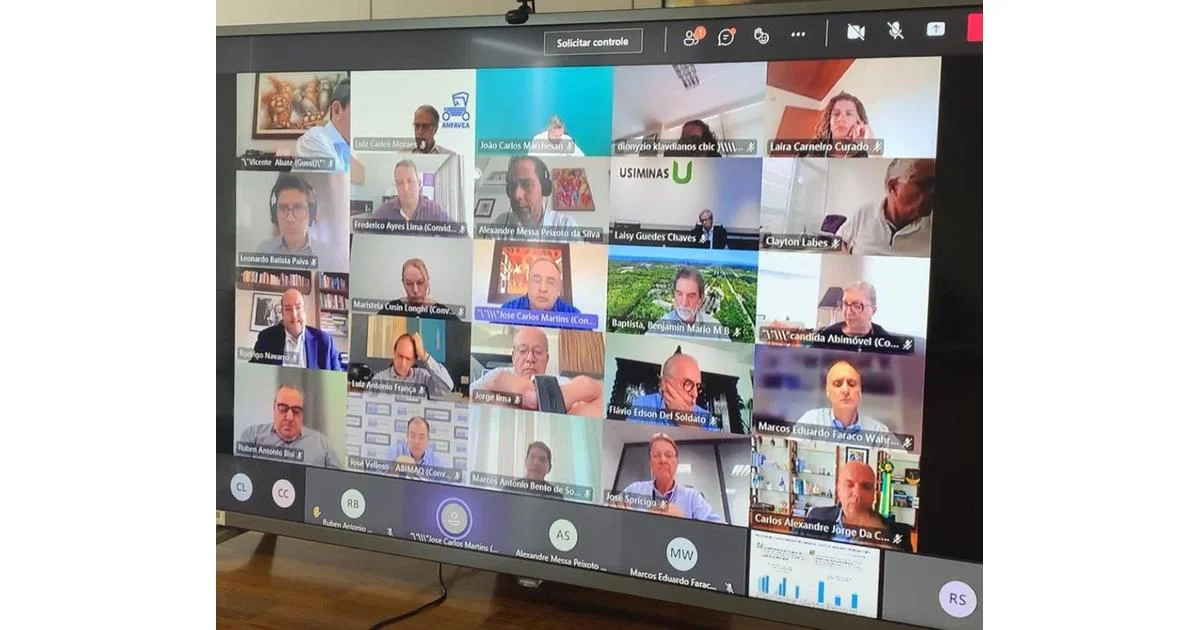 Solicitar controle
1
"\"Vicente Abate (Guest)\""
Luiz Carlos Moraes
ANFAVEA
João Carlos Marchesan
dionyzio klavdianos cbic )\\\\...
Laira Carneiro Curado
Leonardo Batista Paiva
Frederico Ayres Lima (Convid...
Alexandre Messa Peixoto da Silva
USIMINAS U
Laisy Guedes Chaves
Clayton Labes
Rodrigo Navarro
Maristela Cusin Longhi (Conv...
"\"\\\"Jose Carlos Martins (Con...
Baptista, Benjamin Mario M B
"\"\\\"candida Abimóvel (Co...
Ruben Antonio Bisi
Luiz Antonio França
Jorge lima
Flávio Edson Del Soldato
Marcos Eduardo Faraco Wahr...
José Velloso - ABIMAQ (Conv...
Marcos Antônio Bento de So...
José Spricigo
Carlos Alexandre Jorge Da C...
CL
CC
RB
Ruben Antonio ...
"\"\\\"Jose Carlos Martins (...
AS
Alexandre Messa Peixoto ...
MW
Marcos Eduardo Farac...
RS